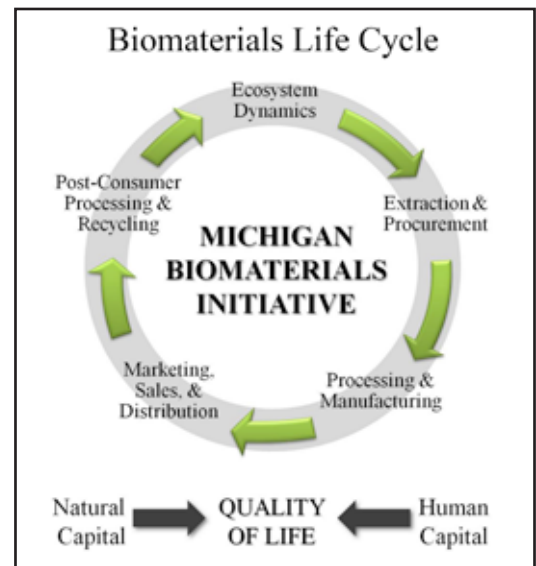 Biomaterials Life Cycle
Ecosystem
Dynamics
Extraction &
Procurement
Processing &
Manufacturing
Marketing,
Sales, &
Distribution
Post-Consumer
Processing &
Recycling
MICHIGAN
BIOMATERIALS
INITIATIVE
Natural
Capital
QUALITY
OF LIFE
Human
Capital